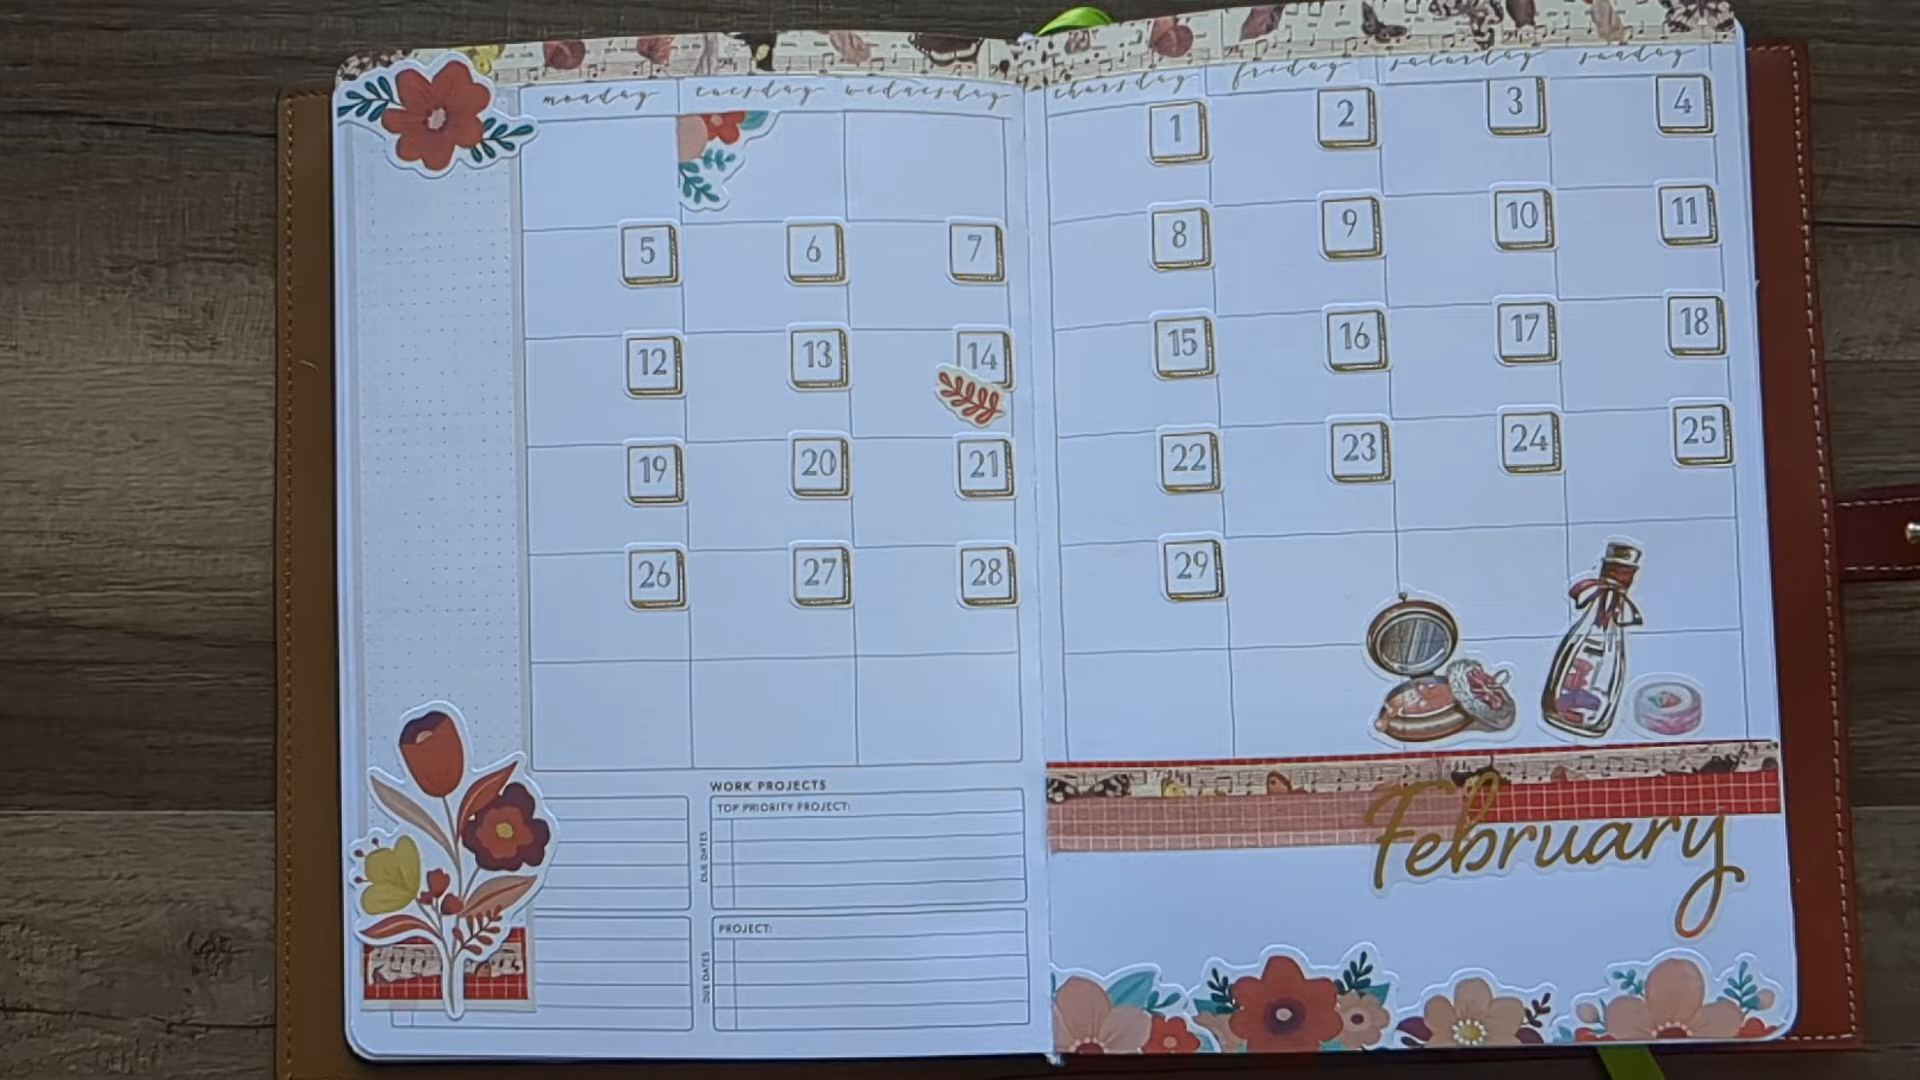 monday tuesday wednesday thursday friday saturday sunday
1 2 3 4
5 6 7 8 9 10 11
12 13 14 15 16 17 18
19 20 21 22 23 24 25
26 27 28 29
WORK PROJECTS
TOP PRIORITY PROJECT:
DUE DATES
PROJECT:
DUE DATES
February